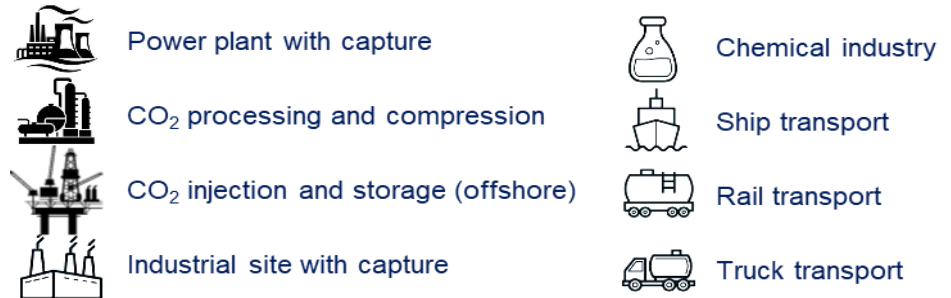 Power plant with capture
CO₂ processing and compression
CO₂ injection and storage (offshore)
Industrial site with capture
Chemical industry
Ship transport
Rail transport
Truck transport